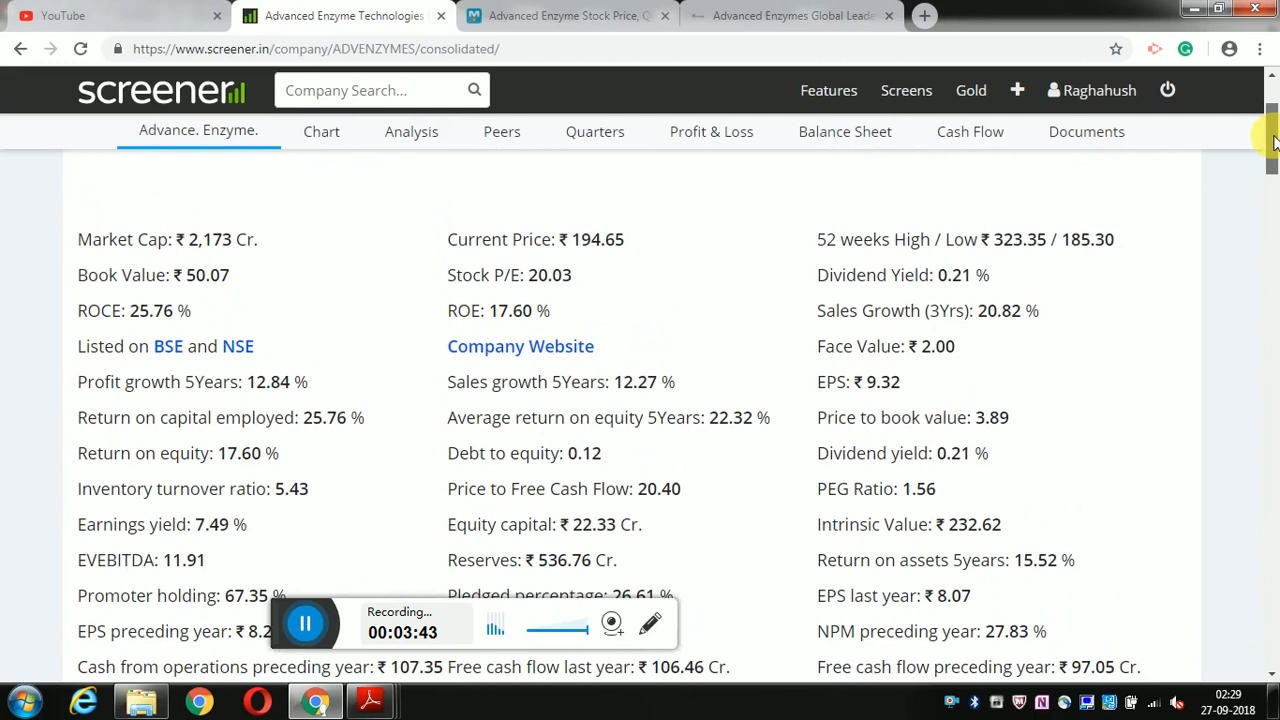 YouTube
Advanced Enzyme Technologies
Advanced Enzyme Stock Price, Q
Advanced Enzymes Global Leade
https://www.screener.in/company/ADVENZYMES/consolidated/
screener
Company Search...
Features
Screens
Gold
Raghahush
Advance. Enzyme.
Chart
Analysis
Peers
Quarters
Profit & Loss
Balance Sheet
Cash Flow
Documents
Market Cap: ₹ 2,173 Cr.
Current Price: ₹ 194.65
52 weeks High / Low ₹ 323.35 / 185.30
Book Value: ₹ 50.07
Stock P/E: 20.03
Dividend Yield: 0.21 %
ROCE: 25.76 %
ROE: 17.60 %
Sales Growth (3Yrs): 20.82 %
Listed on BSE and NSE
Company Website
Face Value: ₹ 2.00
Profit growth 5Years: 12.84 %
Sales growth 5Years: 12.27 %
EPS: ₹ 9.32
Return on capital employed: 25.76 %
Average return on equity 5Years: 22.32 %
Price to book value: 3.89
Return on equity: 17.60 %
Debt to equity: 0.12
Dividend yield: 0.21 %
Inventory turnover ratio: 5.43
Price to Free Cash Flow: 20.40
PEG Ratio: 1.56
Earnings yield: 7.49 %
Equity capital: ₹ 22.33 Cr.
Intrinsic Value: ₹ 232.62
EVEBITDA: 11.91
Reserves: ₹ 536.76 Cr.
Return on assets 5years: 15.52 %
Promoter holding: 67.35 %
Pledged percentage: 26.61 %
EPS last year: ₹ 8.07
EPS preceding year: ₹ 8.2
NPM preceding year: 27.83 %
Cash from operations preceding year: ₹ 107.35
Free cash flow last year: ₹ 106.46 Cr.
Free cash flow preceding year: ₹ 97.05 Cr.
Recording...
00:03:43
02:29
27-09-2018